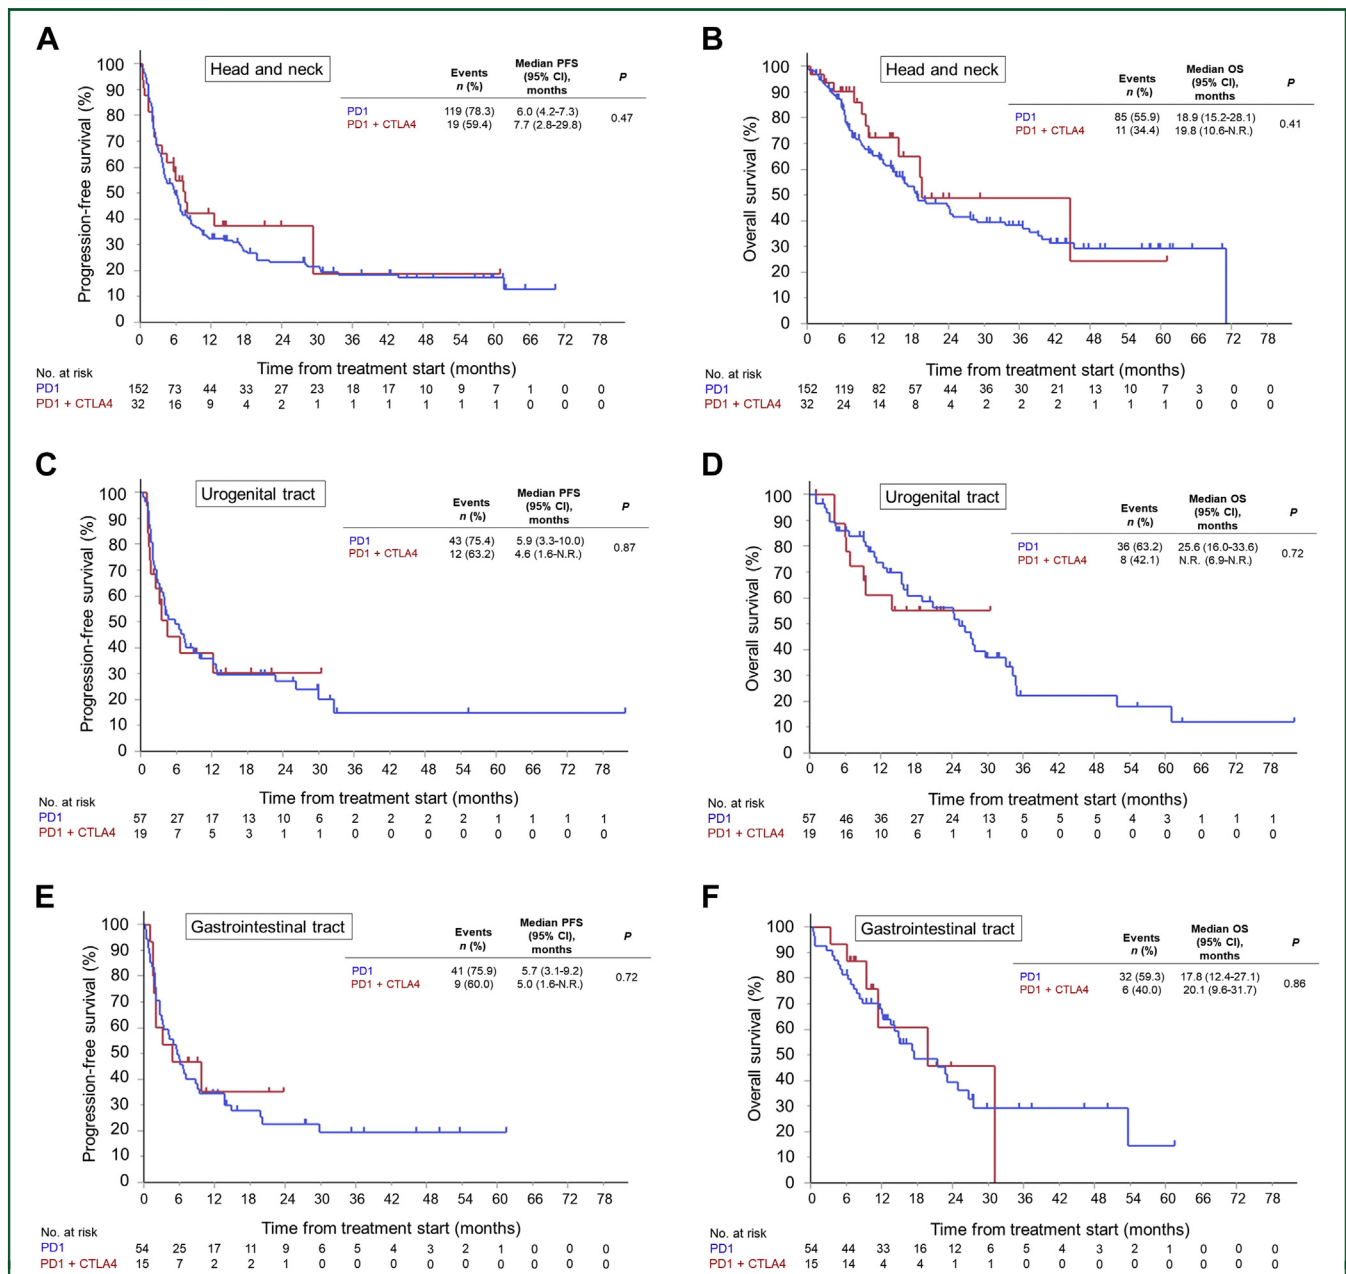 A
Head and neck
Events n (%)
Median PFS (95% CI), months
P
PD1 119 (78.3) 6.0 (4.2-7.3)
PD1 + CTLA4 19 (59.4) 7.7 (2.8-29.8)
0.47
Progression-free survival (%)
100
90
80
70
60
50
40
30
20
10
0
0 6 12 18 24 30 36 42 48 54 60 66 72 78
Time from treatment start (months)
No. at risk
PD1 152 73 44 33 27 23 18 17 10 9 7 1 0 0
PD1 + CTLA4 32 16 9 4 2 1 1 1 1 1 1 0 0 0
B
Head and neck
Events n (%)
Median OS (95% CI), months
P
PD1 85 (55.9) 18.9 (15.2-28.1)
PD1 + CTLA4 11 (34.4) 19.8 (10.6-N.R.)
0.41
Overall survival (%)
100
90
80
70
60
50
40
30
20
10
0
0 6 12 18 24 30 36 42 48 54 60 66 72 78
Time from treatment start (months)
No. at risk
PD1 152 119 82 57 44 36 30 21 13 10 7 3 0 0
PD1 + CTLA4 32 24 14 8 4 2 2 2 1 1 1 0 0 0
C
Urogenital tract
Events n (%)
Median PFS (95% CI), months
P
PD1 43 (75.4) 5.9 (3.3-10.0)
PD1 + CTLA4 12 (63.2) 4.6 (1.6-N.R.)
0.87
Progression-free survival (%)
100
90
80
70
60
50
40
30
20
10
0
0 6 12 18 24 30 36 42 48 54 60 66 72 78
Time from treatment start (months)
No. at risk
PD1 57 27 17 13 10 6 2 2 2 2 1 1 1 1
PD1 + CTLA4 19 7 5 3 1 1 0 0 0 0 0 0 0 0
D
Urogenital tract
Events n (%)
Median OS (95% CI), months
P
PD1 36 (63.2) 25.6 (16.0-33.6)
PD1 + CTLA4 8 (42.1) N.R. (6.9-N.R.)
0.72
Overall survival (%)
100
90
80
70
60
50
40
30
20
10
0
0 6 12 18 24 30 36 42 48 54 60 66 72 78
Time from treatment start (months)
No. at risk
PD1 57 46 36 27 24 13 5 5 5 4 3 1 1 1
PD1 + CTLA4 19 16 10 6 1 1 0 0 0 0 0 0 0 0
E
Gastrointestinal tract
Events n (%)
Median PFS (95% CI), months
P
PD1 41 (75.9) 5.7 (3.1-9.2)
PD1 + CTLA4 9 (60.0) 5.0 (1.6-N.R.)
0.72
Progression-free survival (%)
100
90
80
70
60
50
40
30
20
10
0
0 6 12 18 24 30 36 42 48 54 60 66 72 78
Time from treatment start (months)
No. at risk
PD1 54 25 17 11 9 6 5 4 3 2 1 0 0 0
PD1 + CTLA4 15 7 2 2 1 0 0 0 0 0 0 0 0 0
F
Gastrointestinal tract
Events n (%)
Median OS (95% CI), months
P
PD1 32 (59.3) 17.8 (12.4-27.1)
PD1 + CTLA4 6 (40.0) 20.1 (9.6-31.7)
0.86
Overall survival (%)
100
90
80
70
60
50
40
30
20
10
0
0 6 12 18 24 30 36 42 48 54 60 66 72 78
Time from treatment start (months)
No. at risk
PD1 54 44 33 16 12 6 5 4 3 2 1 0 0 0
PD1 + CTLA4 15 14 4 4 1 1 0 0 0 0 0 0 0 0